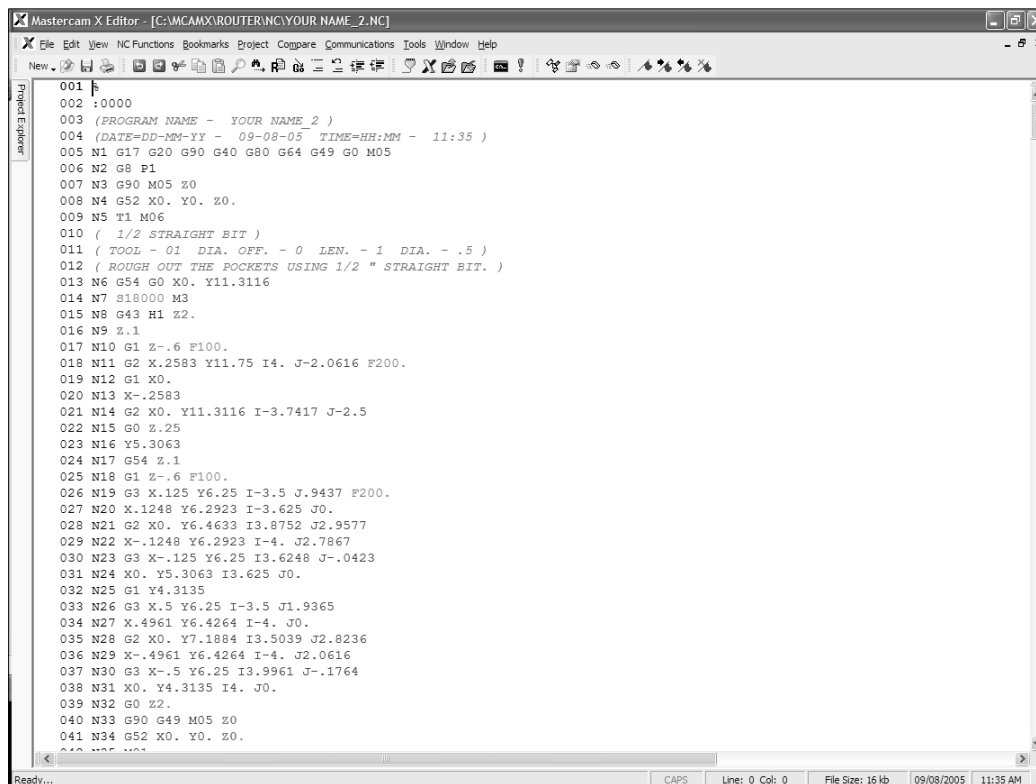 Mastercam X Editor - [C:\MCAMX\ROUTER\NC\YOUR NAME_2.NC]
File Edit View NC Functions Bookmarks Project Compare Communications Tools Window Help
New
Project Explorer
001 %
002 :0000
003 (PROGRAM NAME - YOUR NAME_2 )
004 (DATE=DD-MM-YY - 09-08-05 TIME=HH:MM - 11:35 )
005 N1 G17 G20 G90 G40 G80 G64 G49 G0 M05
006 N2 G8 P1
007 N3 G90 M05 Z0
008 N4 G52 X0. Y0. Z0.
009 N5 T1 M06
010 ( 1/2 STRAIGHT BIT )
011 ( TOOL - 01 DIA. OFF. - 0 LEN. - 1 DIA. - .5 )
012 ( ROUGH OUT THE POCKETS USING 1/2 " STRAIGHT BIT. )
013 N6 G54 G0 X0. Y11.3116
014 N7 S18000 M3
015 N8 G43 H1 Z2.
016 N9 Z.1
017 N10 G1 Z-.6 F100.
018 N11 G2 X.2583 Y11.75 I4. J-2.0616 F200.
019 N12 G1 X0.
020 N13 X-.2583
021 N14 G2 X0. Y11.3116 I-3.7417 J-2.5
022 N15 G0 Z.25
023 N16 Y5.3063
024 N17 G54 Z.1
025 N18 G1 Z-.6 F100.
026 N19 G3 X.125 Y6.25 I-3.5 J.9437 F200.
027 N20 X.1248 Y6.2923 I-3.625 J0.
028 N21 G2 X0. Y6.4633 I3.8752 J2.9577
029 N22 X-.1248 Y6.2923 I-4. J2.7867
030 N23 G3 X-.125 Y6.25 I3.6248 J-.0423
031 N24 X0. Y5.3063 I3.625 J0.
032 N25 G1 Y4.3135
033 N26 G3 X.5 Y6.25 I-3.5 J1.9365
034 N27 X.4961 Y6.4264 I-4. J0.
035 N28 G2 X0. Y7.1884 I3.5039 J2.8236
036 N29 X-.4961 Y6.4264 I-4. J2.0616
037 N30 G3 X-.5 Y6.25 I3.9961 J-.1764
038 N31 X0. Y4.3135 I4. J0.
039 N32 G0 Z2.
040 N33 G90 G49 M05 Z0
041 N34 G52 X0. Y0. Z0.
Ready... CAPS Line: 0 Col: 0 File Size: 16 kb 09/08/2005 11:35 AM